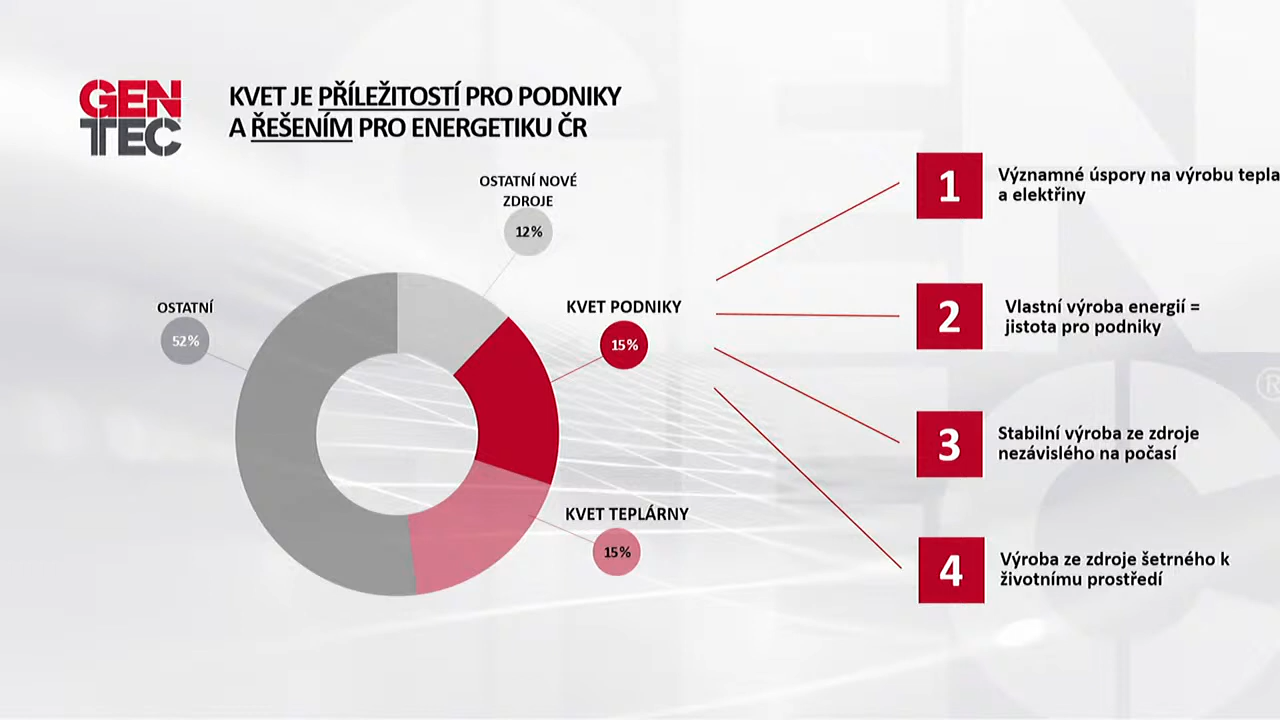 GEN
TEC
KVET JE PŘÍLEŽITOSTÍ PRO PODNIKY
A ŘEŠENÍM PRO ENERGETIKU ČR
OSTATNÍ NOVÉ
ZDROJE
12%
OSTATNÍ
52%
KVET PODNIKY
15%
KVET TEPLÁRNY
15%
1
Významné úspory na výrobu tepla
a elektřiny
2
Vlastní výroba energií =
jistota pro podniky
3
Stabilní výroba ze zdroje
nezávislého na počasí
4
Výroba ze zdroje šetrného k
životnímu prostředí
®